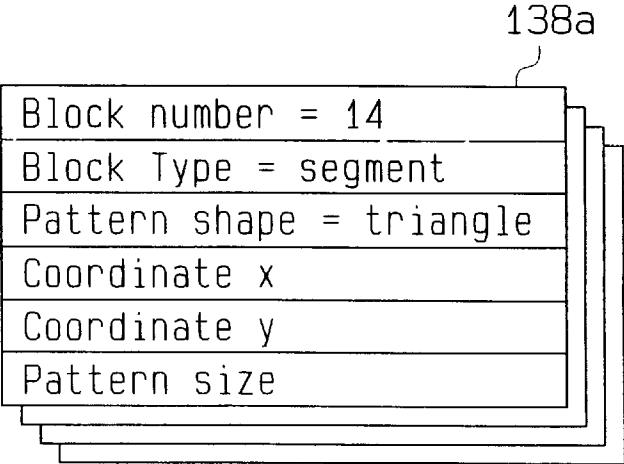 138a
Block number = 14
Block Type = segment
Pattern shape = triangle
Coordinate x
Coordinate y
Pattern size